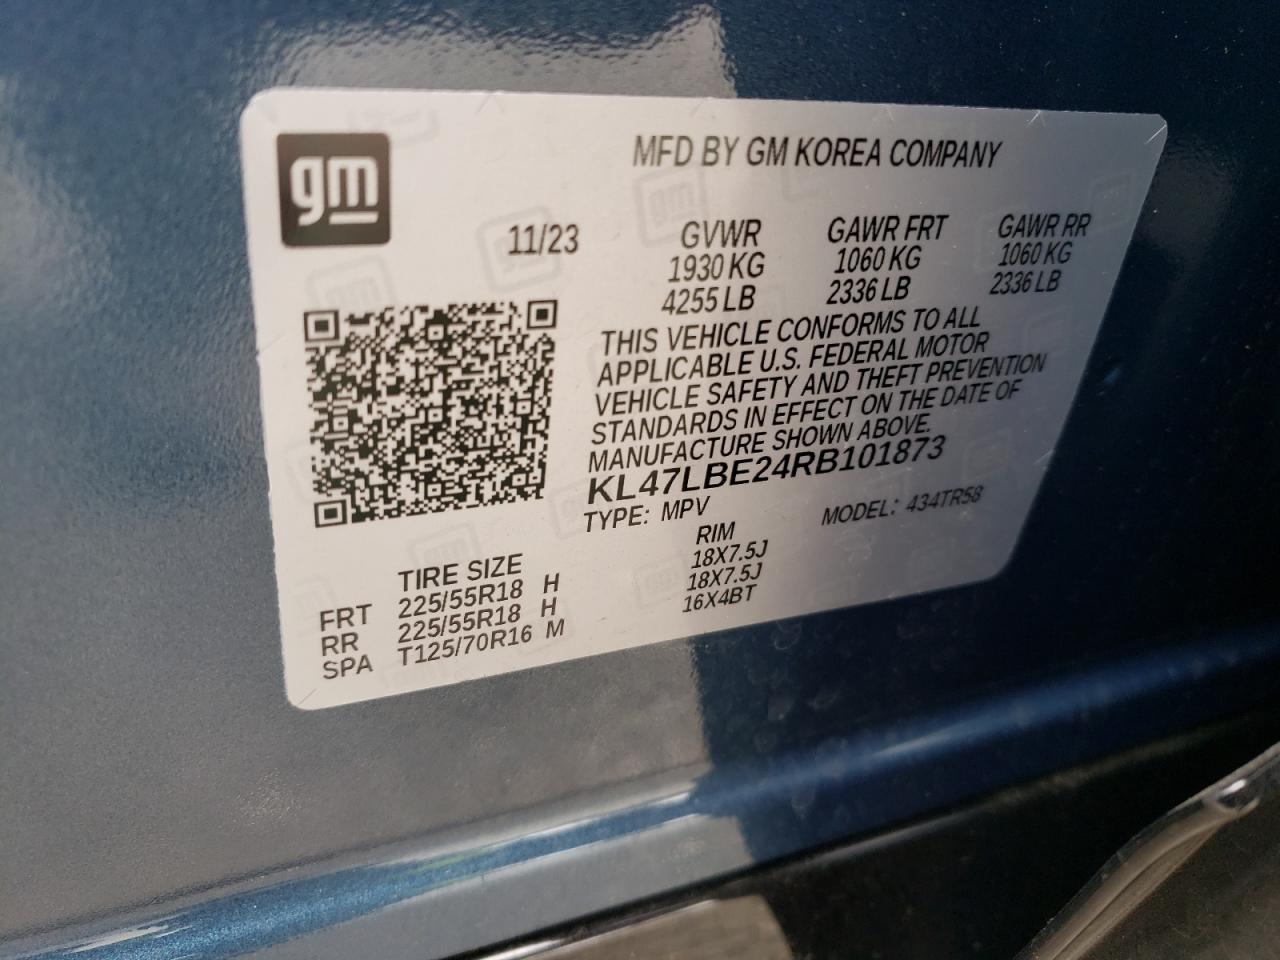 gm
MFD BY GM KOREA COMPANY
11/23
GVWR GAWR FRT GAWR RR
1930 KG 1060 KG 1060 KG
4255 LB 2336 LB 2336 LB
THIS VEHICLE CONFORMS TO ALL
APPLICABLE U.S. FEDERAL MOTOR
VEHICLE SAFETY AND THEFT PREVENTION
STANDARDS IN EFFECT ON THE DATE OF
MANUFACTURE SHOWN ABOVE.
KL47LBE24RB101873
TYPE: MPV MODEL: 434TR58
TIRE SIZE RIM
FRT 225/55R18 H 18X7.5J
RR 225/55R18 H 18X7.5J
SPA T125/70R16 M 16X4BT